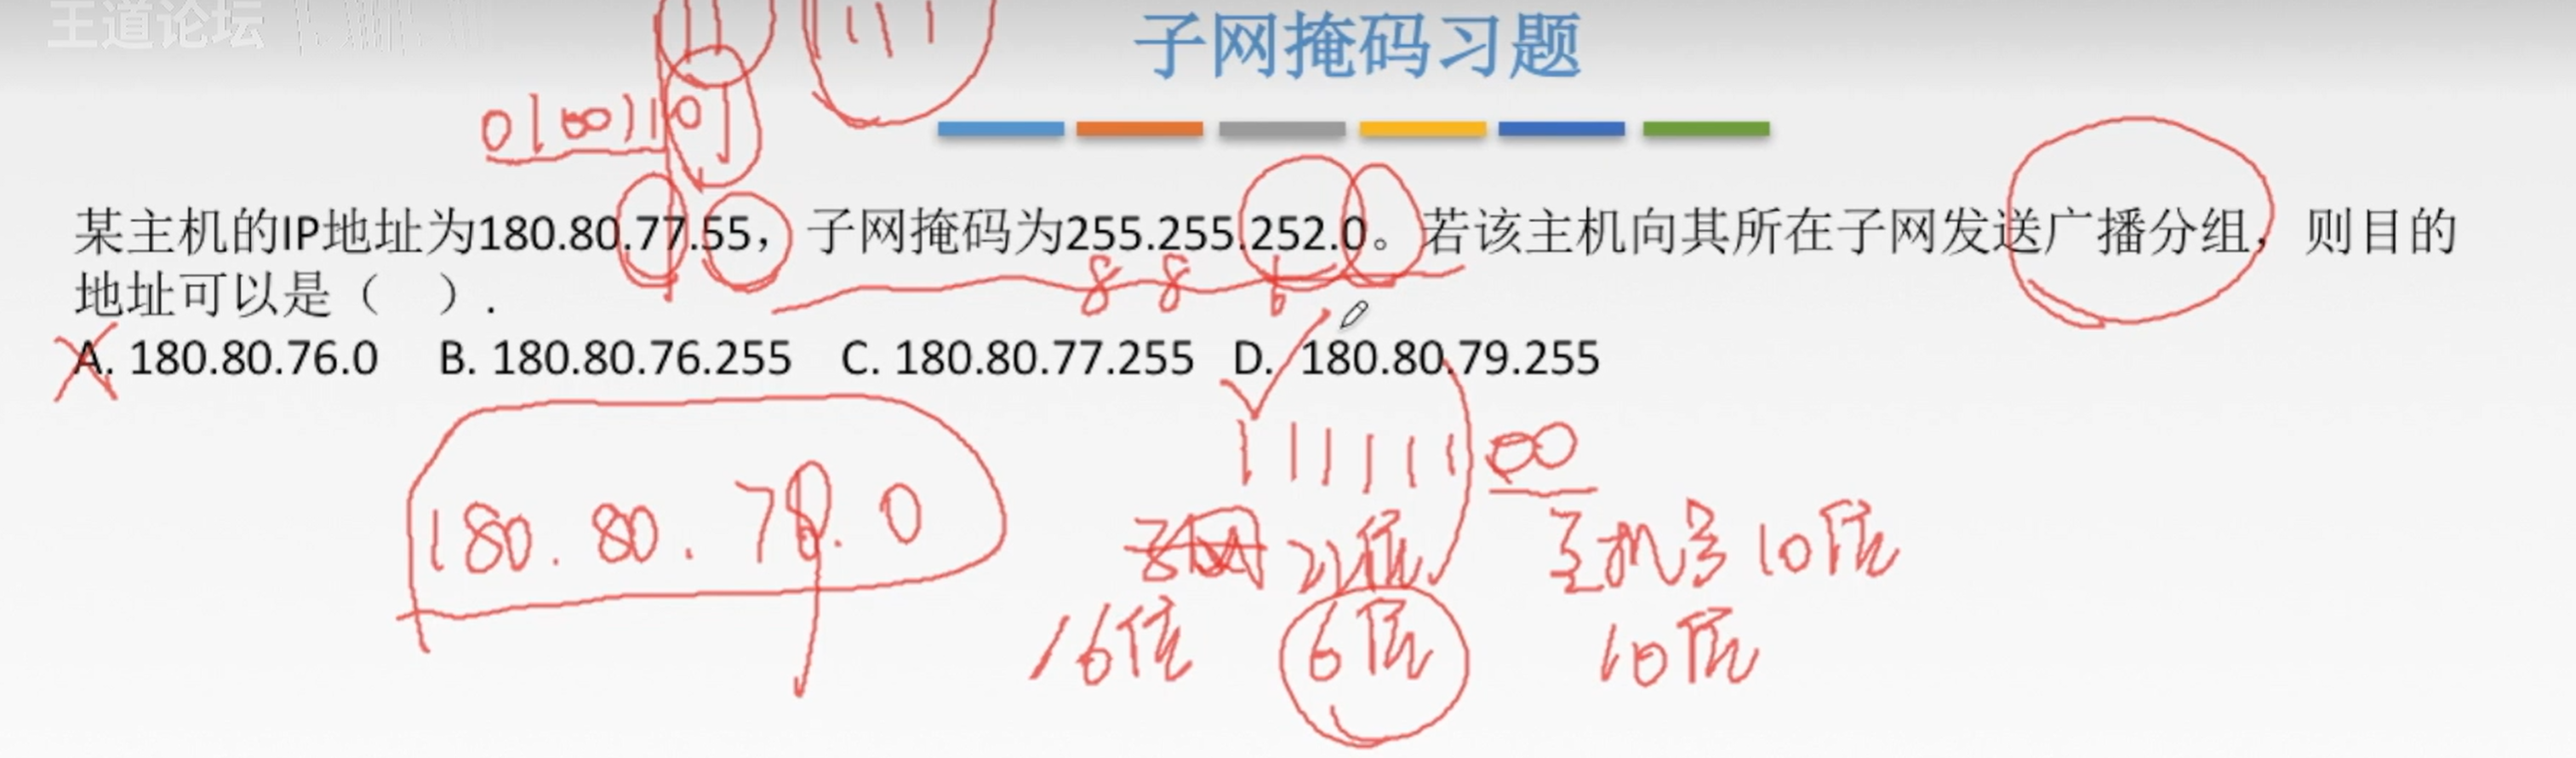 王道论坛
子网掩码习题
01001101
某主机的IP地址为180.80.77.55，子网掩码为255.255.252.0。若该主机向其所在子网发送广播分组，则目的
8 8 6
地址可以是（ ）.
A. 180.80.76.0 B. 180.80.76.255 C. 180.80.77.255 D. 180.80.79.255
111111 00
180.80.78.0
22位 主机号10位
16位 6位 10位